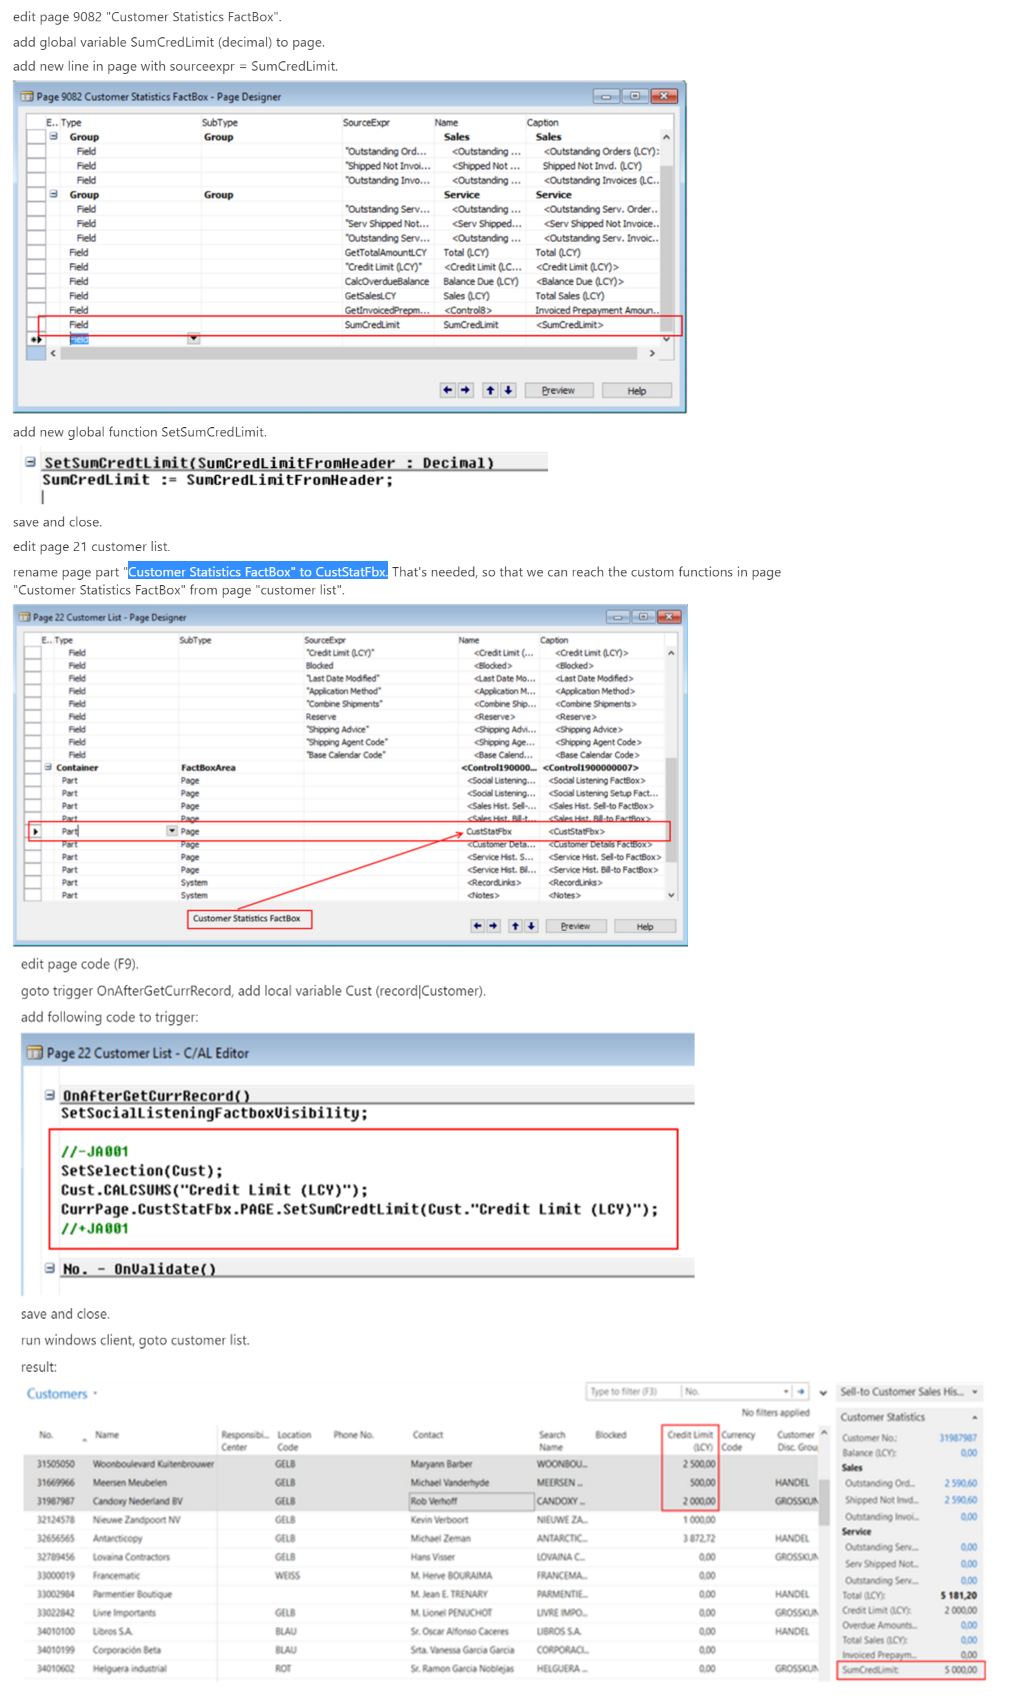 edit page 9082 "Customer Statistics FactBox".
add global variable SumCredLimit (decimal) to page.
add new line in page with sourceexpr = SumCredLimit.
Page 9082 Customer Statistics FactBox - Page Designer
E.. Type SubType SourceExpr Name Caption
Group Group Sales Sales
Field "Outstanding Ord... <Outstanding ... <Outstanding Orders (LCY):
Field "Shipped Not Invoi... <Shipped Not ... Shipped Not Invd. (LCY)
Field "Outstanding Invo... <Outstanding ... <Outstanding Invoices (LC..
Group Group Service Service
Field "Outstanding Serv... <Outstanding ... <Outstanding Serv. Order..
Field "Serv Shipped Not... <Serv Shipped... <Serv Shipped Not Invoice..
Field "Outstanding Serv... <Outstanding ... <Outstanding Serv. Invoic..
Field GetTotalAmountLCY Total (LCY) Total (LCY)
Field "Credit Limit (LCY)" <Credit Limit (LC... <Credit Limit (LCY)>
Field CalcOverdueBalance Balance Due (LCY) <Balance Due (LCY)>
Field GetSalesLCY Sales (LCY) Total Sales (LCY)
Field GetInvoicedPrepm... <Control8> Invoiced Prepayment Amoun..
Field SumCredLimit SumCredLimit <SumCredLimit>
Field
Preview Help
add new global function SetSumCredLimit.
SetSumCredtLimit(SumCredLimitFromHeader : Decimal)
SumCredLimit := SumCredLimitFromHeader;
save and close.
edit page 21 customer list.
rename page part "Customer Statistics FactBox" to CustStatFbx. That's needed, so that we can reach the custom functions in page
"Customer Statistics FactBox" from page "customer list".
Page 22 Customer List - Page Designer
E.. Type SubType SourceExpr Name Caption
Field "Credit Limit (LCY)" <Credit Limit (... <Credit Limit (LCY)>
Field Blocked <Blocked> <Blocked>
Field "Last Date Modified" <Last Date Mo... <Last Date Modified>
Field "Application Method" <Application M... <Application Method>
Field "Combine Shipments" <Combine Ship... <Combine Shipments>
Field Reserve <Reserve> <Reserve>
Field "Shipping Advice" <Shipping Advi... <Shipping Advice>
Field "Shipping Agent Code" <Shipping Age... <Shipping Agent Code>
Field "Base Calendar Code" <Base Calend... <Base Calendar Code>
Container FactBoxArea <Control190000... <Control1900000007>
Part Page <Social Listening... <Social Listening FactBox>
Part Page <Social Listening... <Social Listening Setup Fact...
Part Page <Sales Hist. Sell-... <Sales Hist. Sell-to FactBox>
Part Page <Sales Hist. Bill-t... <Sales Hist. Bill-to FactBox>
Part Page CustStatFbx <CustStatFbx>
Part Page <Customer Deta... <Customer Details FactBox>
Part Page <Service Hist. S... <Service Hist. Sell-to FactBox>
Part Page <Service Hist. Bil... <Service Hist. Bill-to FactBox>
Part System <RecordLinks> <RecordLinks>
Part System <Notes> <Notes>
Customer Statistics FactBox
Preview Help
edit page code (F9).
goto trigger OnAfterGetCurrRecord, add local variable Cust (record|Customer).
add following code to trigger:
Page 22 Customer List - C/AL Editor
OnAfterGetCurrRecord()
SetSocialListeningFactboxVisibility;
//-JA001
SetSelection(Cust);
Cust.CALCSUMS("Credit Limit (LCY)");
CurrPage.CustStatFbx.PAGE.SetSumCredtLimit(Cust."Credit Limit (LCY)");
//+JA001
No. - OnValidate()
save and close.
run windows client, goto customer list.
result:
Customers
Type to filter (F3) No.
No filters applied
No. Name Responsibi... Center Location Code Phone No. Contact Search Name Blocked Credit Limit (LCY) Currency Code Customer Disc. Grou
31505050 Woonboulevard Kuitenbrouwer GELB Maryann Barber WOONBOU... 2 500,00
31669966 Meersen Meubelen GELB Michael Vanderhyde MEERSEN ... 500,00 HANDEL
31987987 Candoxy Nederland BV GELB Rob Verhoff CANDOXY ... 2 000,00 GROSSKUN
32124578 Nieuwe Zandpoort NV GELB Kevin Verboort NIEUWE ZA... 1 000,00
32656565 Antarcticopy GELB Michael Zeman ANTARCTIC... 3 872,72 HANDEL
32789456 Lovaina Contractors GELB Hans Visser LOVAINA C... 0,00 GROSSKUN
33000019 Francematic WEISS M. Herve BOURAIMA FRANCEMA... 0,00
33002984 Parmentier Boutique M. Jean E. TRENARY PARMENTIE... 0,00 HANDEL
33022842 Livre Importants GELB M. Lionel PENUCHOT LIVRE IMPO... 0,00 GROSSKUN
34010100 Libros S.A. BLAU Sr. Oscar Alfonso Caceres LIBROS S.A. 0,00 HANDEL
34010199 Corporación Beta BLAU Srta. Vanessa Garcia Garcia CORPORACI... 0,00
34010602 Helguera industrial ROT Sr. Ramon Garcia Noblejas HELGUERA ... 0,00 GROSSKUN
Sell-to Customer Sales His...
Customer Statistics
Customer No.: 31987987
Balance (LCY): 0,00
Sales
Outstanding Ord... 2 590,60
Shipped Not Invd... 2 590,60
Outstanding Invoi... 0,00
Service
Outstanding Serv... 0,00
Serv Shipped Not... 0,00
Outstanding Serv... 0,00
Total (LCY): 5 181,20
Credit Limit (LCY): 2 000,00
Overdue Amounts... 0,00
Total Sales (LCY): 0,00
Invoiced Prepaym... 0,00
SumCredLimit: 5 000,00